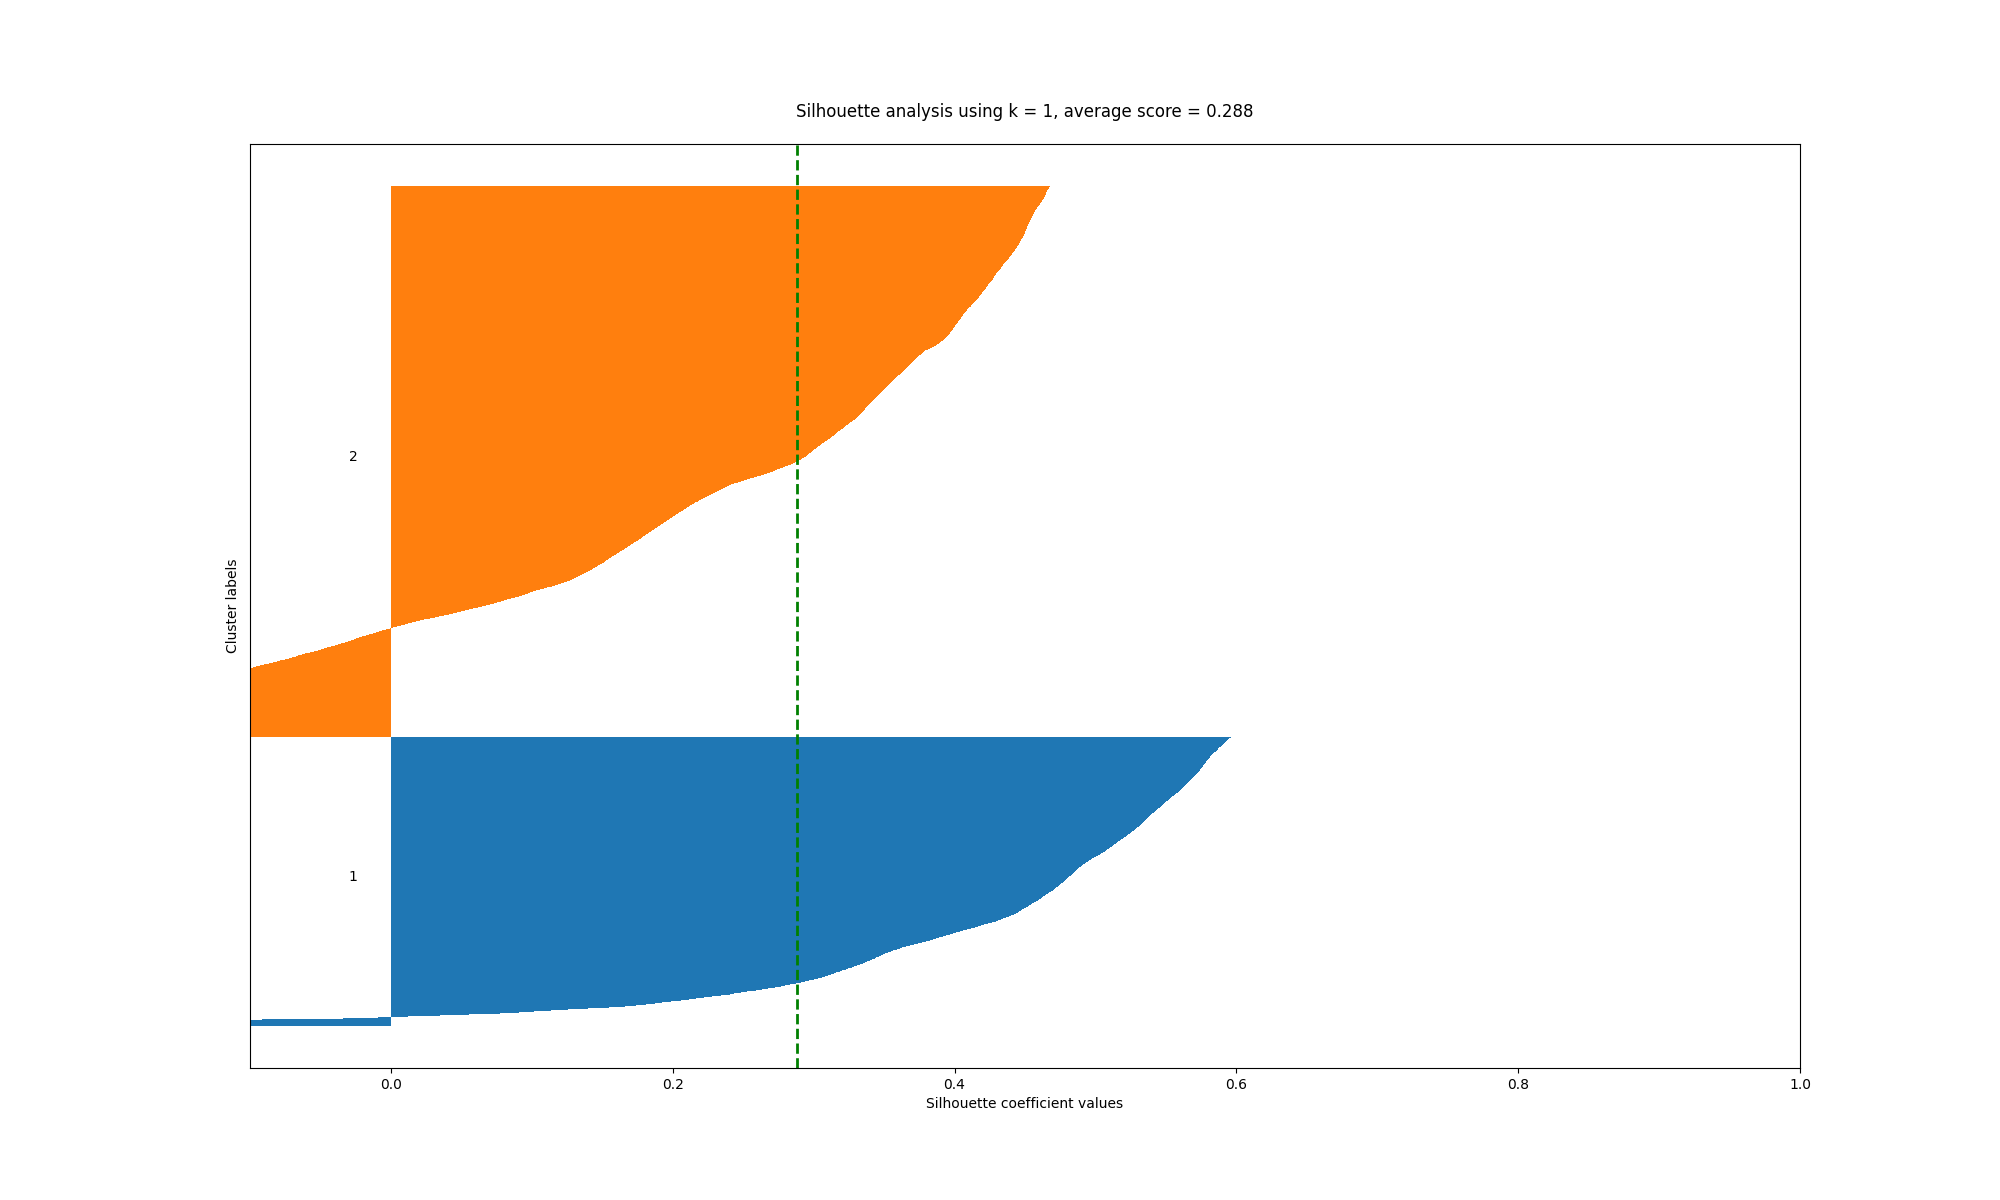 Silhouette analysis using k = 1, average score = 0.288
2
Cluster labels
1
0.0 0.2 0.4 0.6 0.8 1.0
Silhouette coefficient values